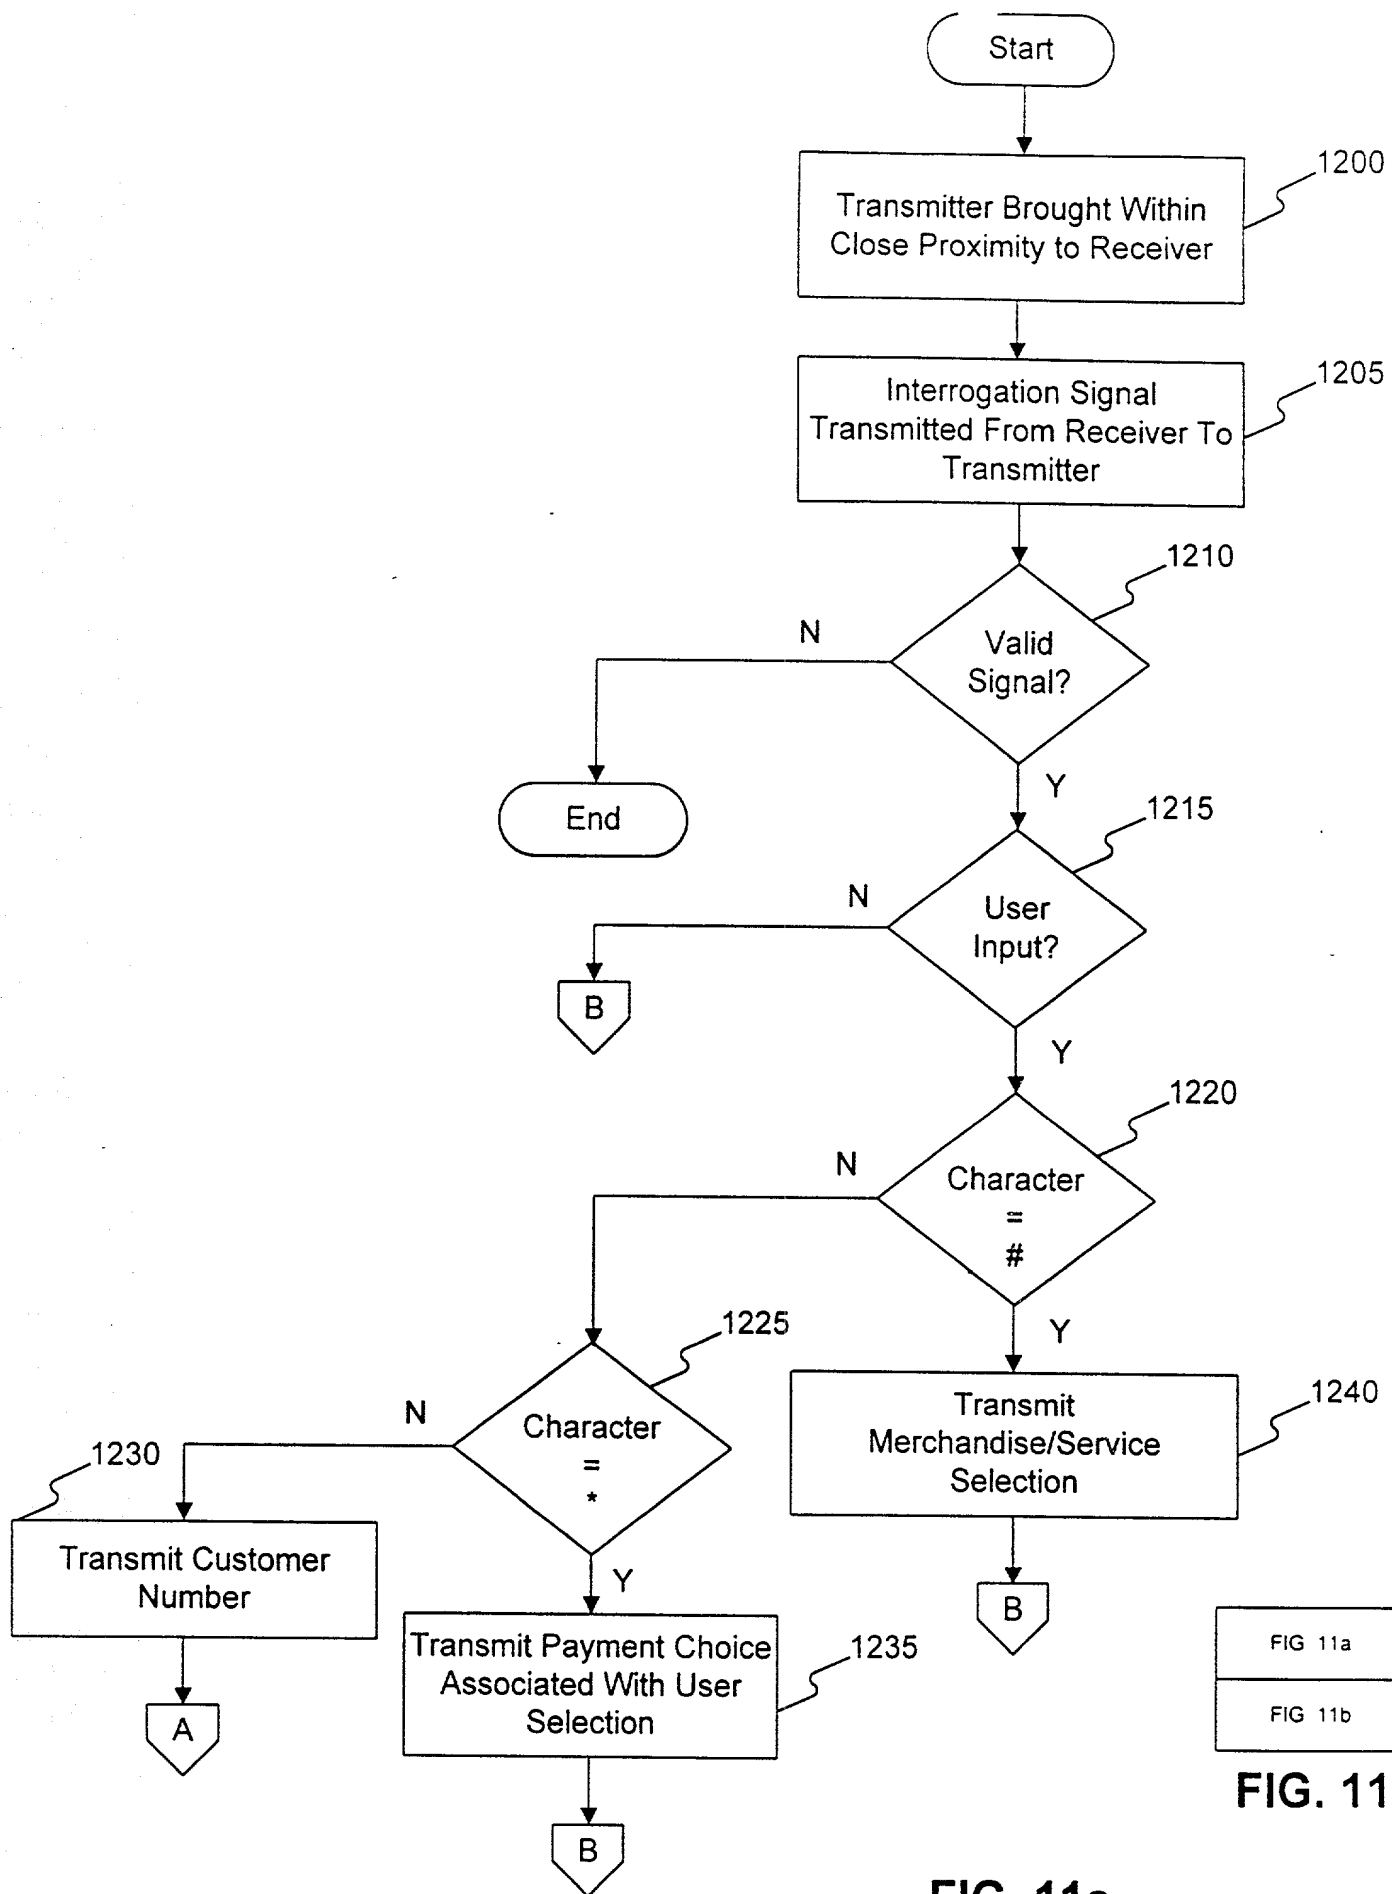 Start
1200
Transmitter Brought Within
Close Proximity to Receiver
1205
Interrogation Signal
Transmitted From Receiver To
Transmitter
1210
N
Valid
Signal?
Y
End
1215
N
User
Input?
B
Y
1220
N
Character
=
#
Y
1225
N
Character
=
*
1240
Transmit
Merchandise/Service
Selection
1230
Transmit Customer
Number
Y
B
1235
Transmit Payment Choice
Associated With User
Selection
A
B
FIG 11a
FIG 11b
FIG. 11
FIG. 11a